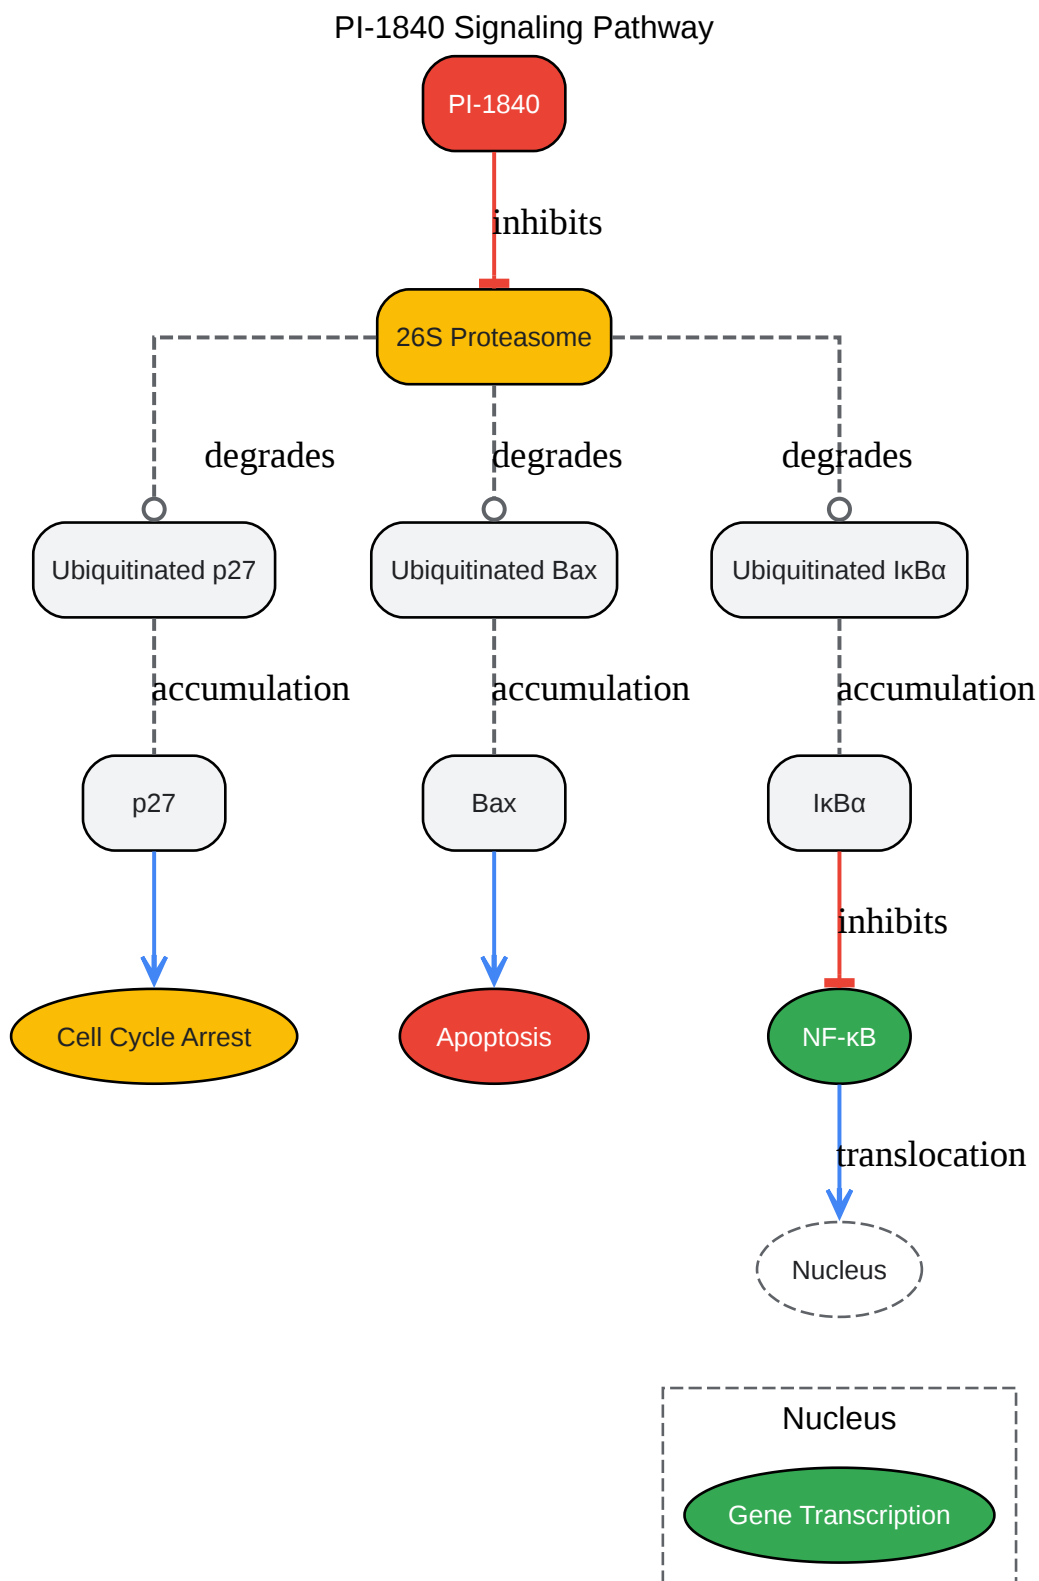 PI-1840 Signaling Pathway
PI-1840
inhibits
26S Proteasome
degrades
degrades
degrades
Ubiquitinated p27
Ubiquitinated Bax
Ubiquitinated IκBα
accumulation
accumulation
accumulation
p27
Bax
IκBα
inhibits
Cell Cycle Arrest
Apoptosis
NF-κB
translocation
Nucleus
Nucleus
Gene Transcription